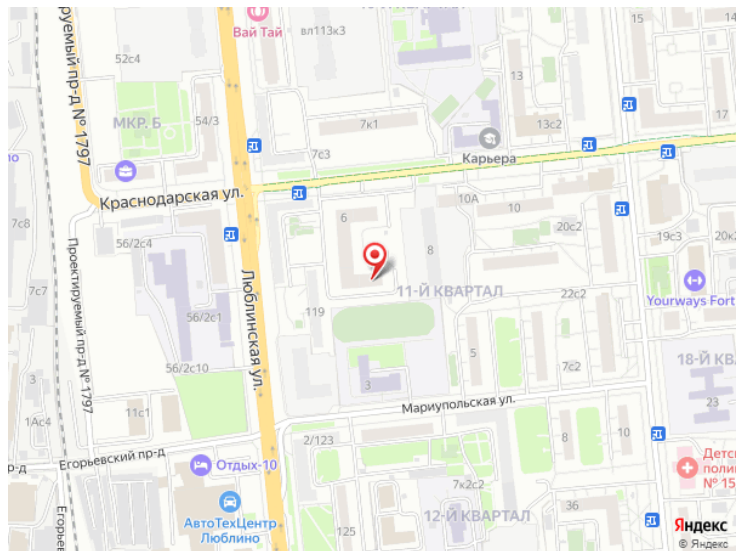 Проектируемый пр-д № 1797
52с4
Вай Тай
вл113к3
15
13
13с2
17
МКР. Б
54/3
7к1
7с3
Карьера
Краснодарская ул.
7с8
56/2с4
6
8
10А
10
20с2
19с3
20к2
Проектируемый пр-д № 1797
7с7
56/2с1
Люблинская ул.
11-Й КВАРТАЛ
22с2
Yourways Fort
119
56/2с10
5
7с2
18-Й КВ
3
3
23
1Ас4
11с1
Мариупольская ул.
2/123
8
10
Егорьевский пр-д
р-д
Отдых-10
7к2с2
Детс
поли
№ 15
АвтоТехЦентр
Люблино
125
12-Й КВАРТАЛ
36
Егорье
Яндекс
© Яндекс